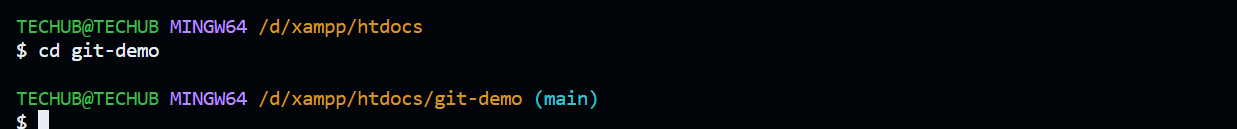 TECHUB@TECHUB MINGW64 /d/xampp/htdocs
$ cd git-demo
TECHUB@TECHUB MINGW64 /d/xampp/htdocs/git-demo (main)
$